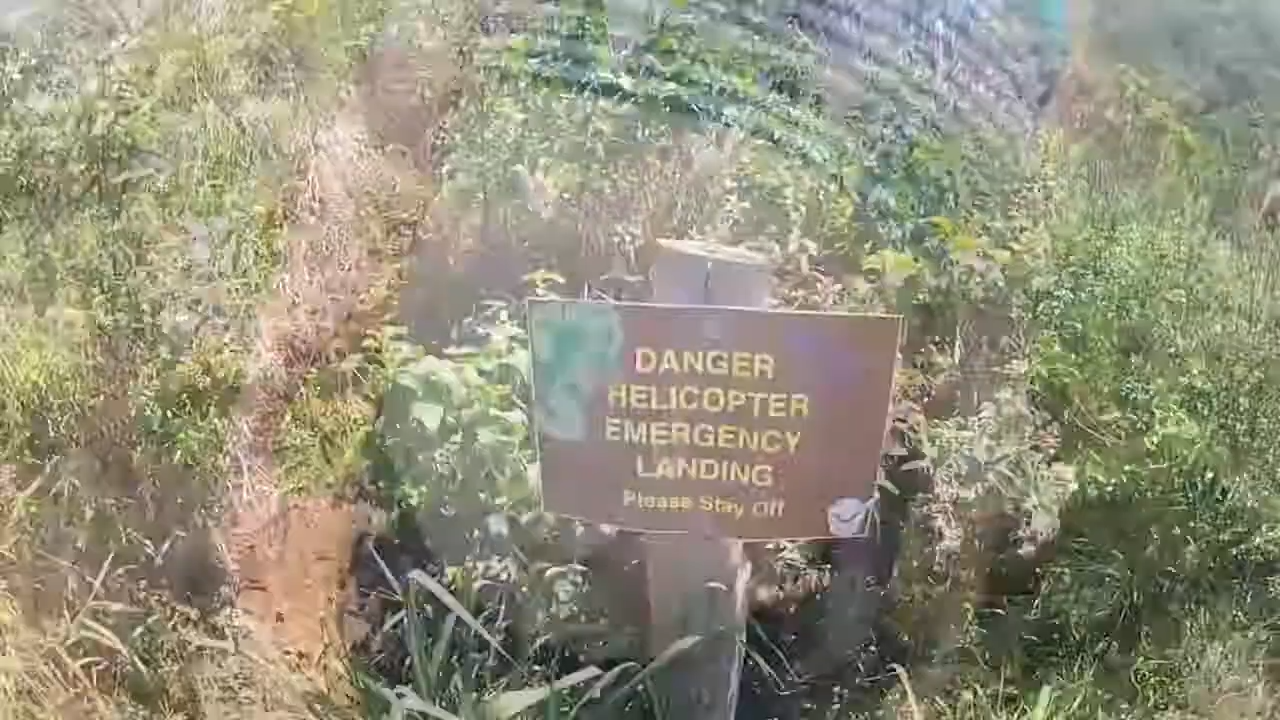 DANGER
HELICOPTER
EMERGENCY
LANDING
Please Stay Off